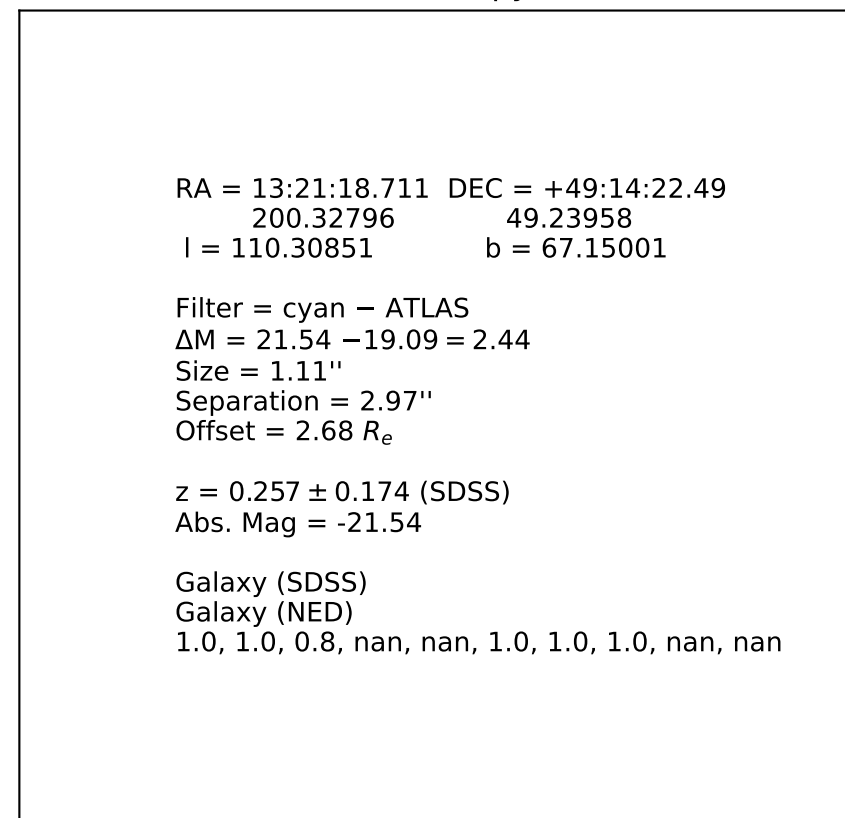 RA = 13:21:18.711 DEC = +49:14:22.49
200.32796 49.23958
l = 110.30851 b = 67.15001
Filter = cyan − ATLAS
ΔM = 21.54 −19.09 = 2.44
Size = 1.11''
Separation = 2.97''
Offset = 2.68 Rₑ
z = 0.257 ± 0.174 (SDSS)
Abs. Mag = -21.54
Galaxy (SDSS)
Galaxy (NED)
1.0, 1.0, 0.8, nan, nan, 1.0, 1.0, 1.0, nan, nan